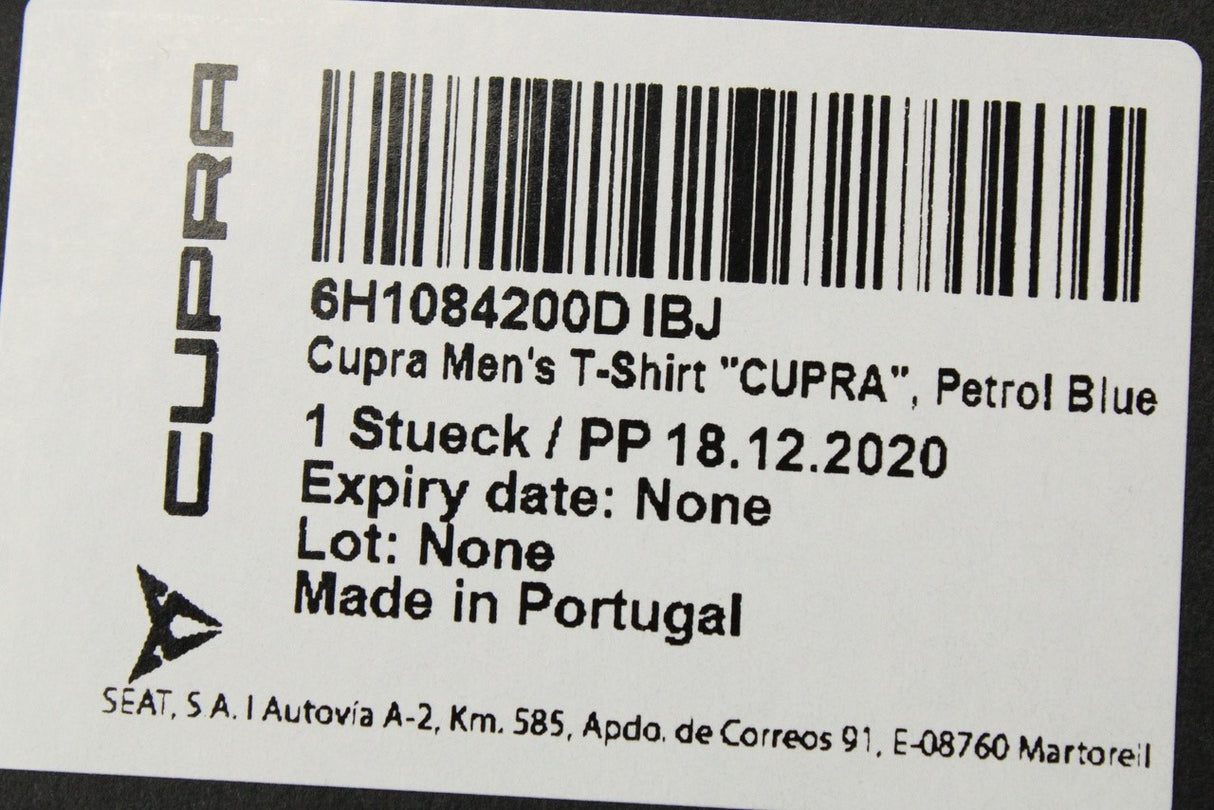 CUPRA
6H1084200D IBJ
Cupra Men's T-Shirt "CUPRA", Petrol Blue
1 Stueck / PP 18.12.2020
Expiry date: None
Lot: None
Made in Portugal
SEAT, S.A. I Autovía A-2, Km. 585, Apdo. de Correos 91, E-08760 Martorell